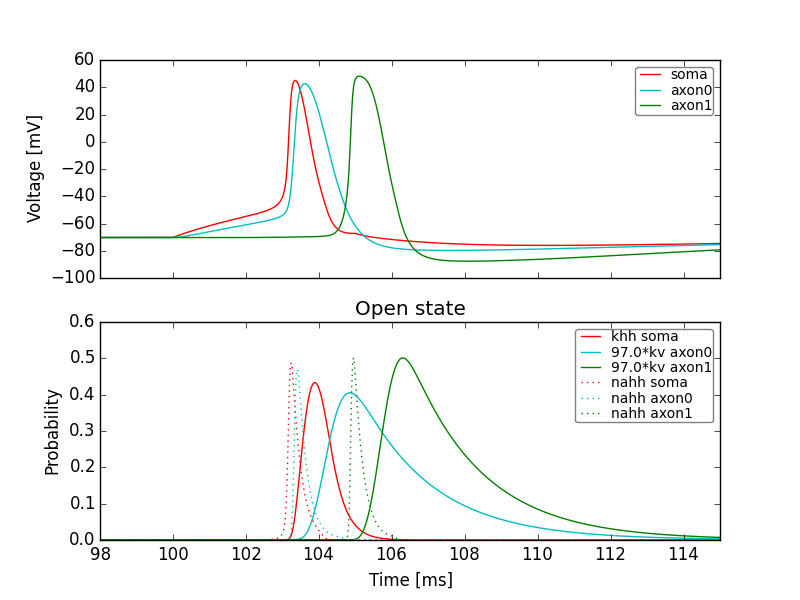 60
40
20
0
−20
−40
−60
−80
−100
Voltage [mV]
soma
axon0
axon1
Open state
0.6
0.5
0.4
0.3
0.2
0.1
0.0
Probability
khh soma
97.0*kv axon0
97.0*kv axon1
nahh soma
nahh axon0
nahh axon1
98 100 102 104 106 108 110 112 114
Time [ms]